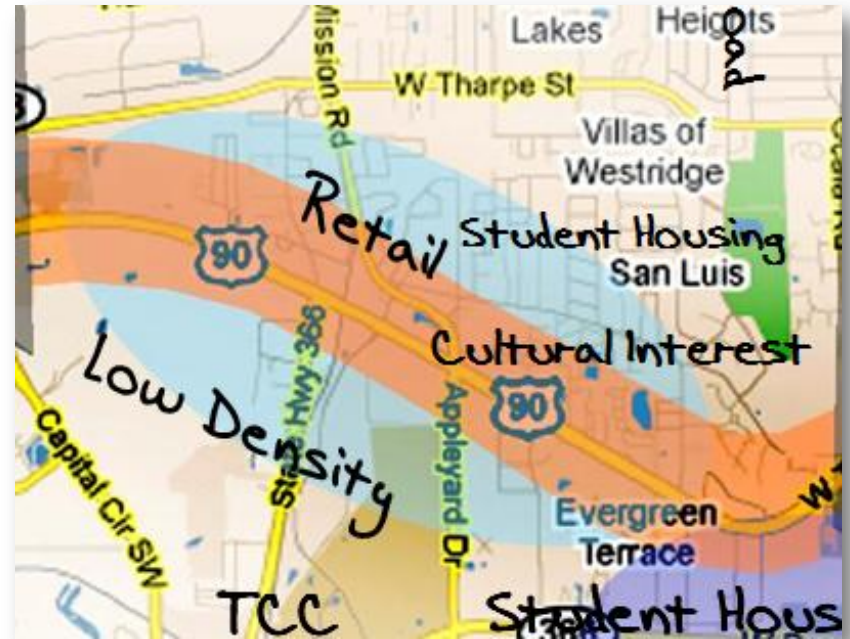 Lakes
Heights
oad
Mission Rd
W Tharpe St
Villas of
Westridge
Retail
Student Housing
San Luis
90
Cultural Interest
90
Low Density
Hwy 366
Appleyard Dr
Capital Cir SW
Evergreen
Terrace
W
TCC
Student Hous